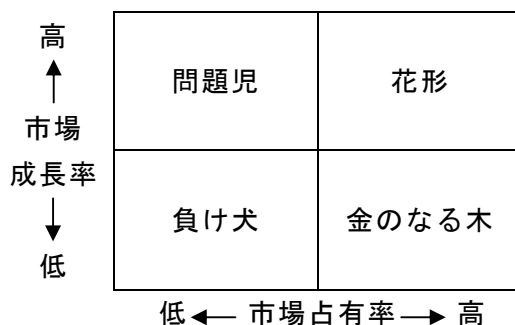 高
問題児
花形
市場
成長率
負け犬
金のなる木
低
低 ← 市場占有率 → 高